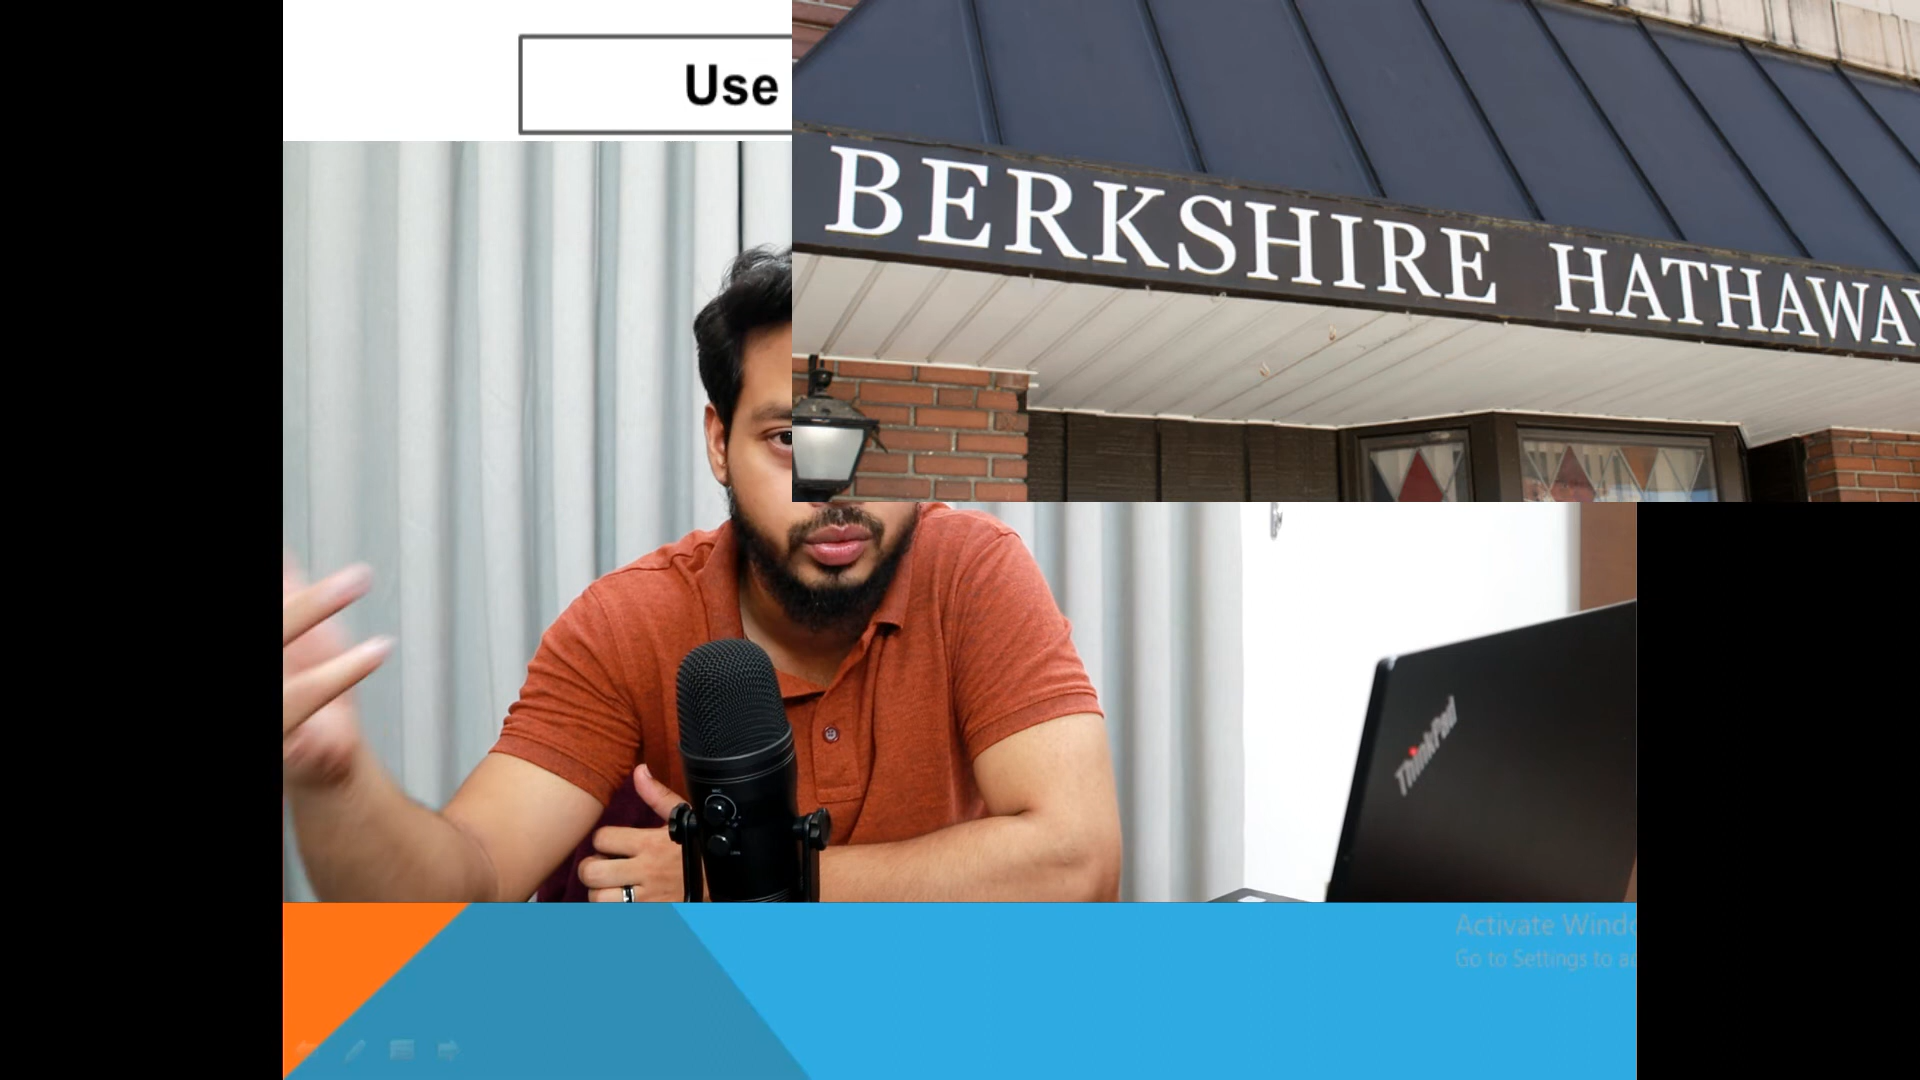 Use
BERKSHIRE HATHAWAY
ThinkPad
Activate Windo
Go to Settings to a